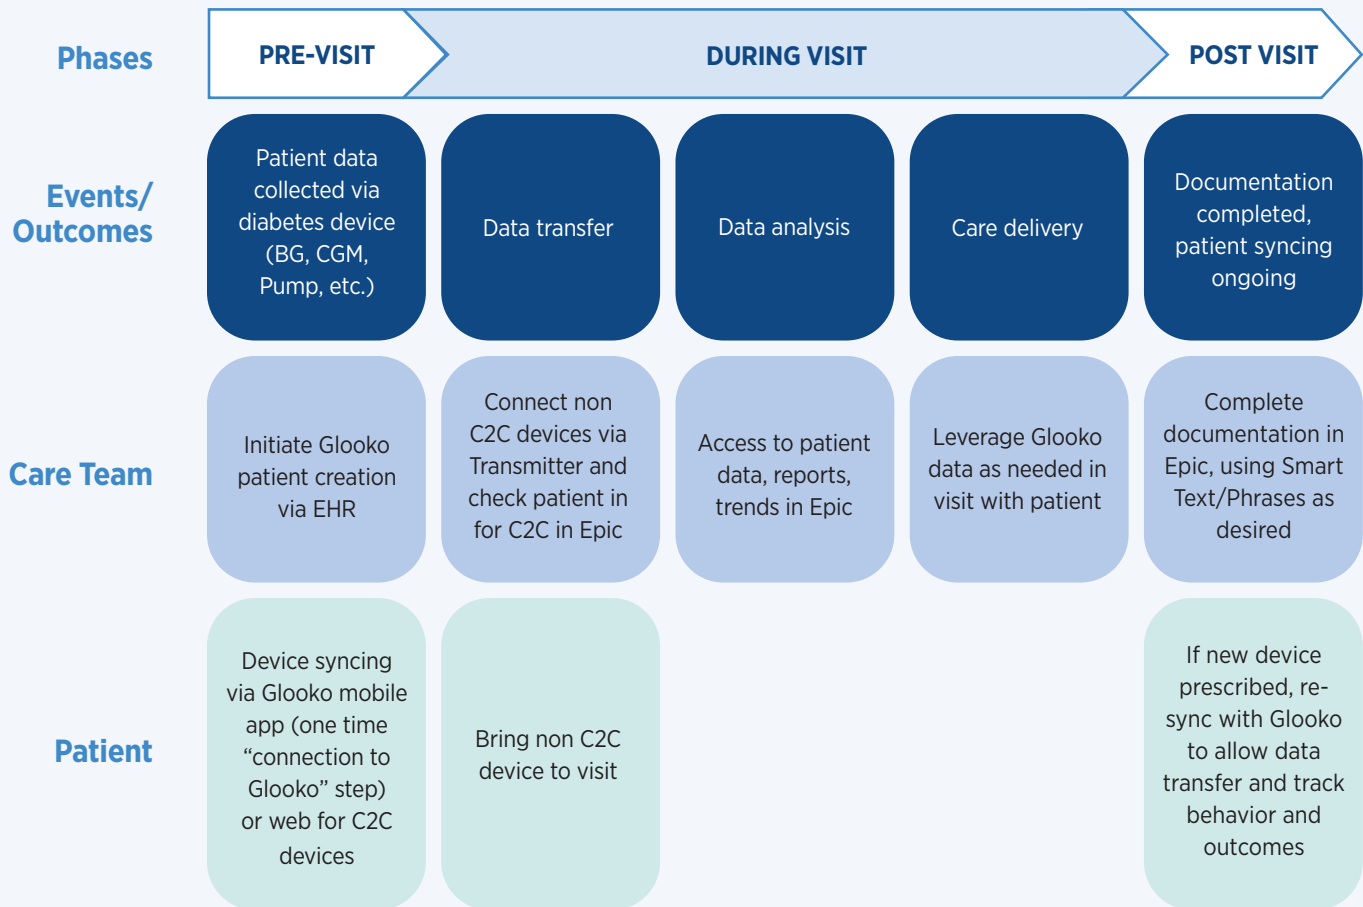 Phases
PRE-VISIT
DURING VISIT
POST VISIT
Events/
Outcomes
Patient data
collected via
diabetes device
(BG, CGM,
Pump, etc.)
Data transfer
Data analysis
Care delivery
Documentation
completed,
patient syncing
ongoing
Care Team
Initiate Glooko
patient creation
via EHR
Connect non
C2C devices via
Transmitter and
check patient in
for C2C in Epic
Access to patient
data, reports,
trends in Epic
Leverage Glooko
data as needed in
visit with patient
Complete
documentation in
Epic, using Smart
Text/Phrases as
desired
Patient
Device syncing
via Glooko mobile
app (one time
“connection to
Glooko” step)
or web for C2C
devices
Bring non C2C
device to visit
If new device
prescribed, re-
sync with Glooko
to allow data
transfer and track
behavior and
outcomes